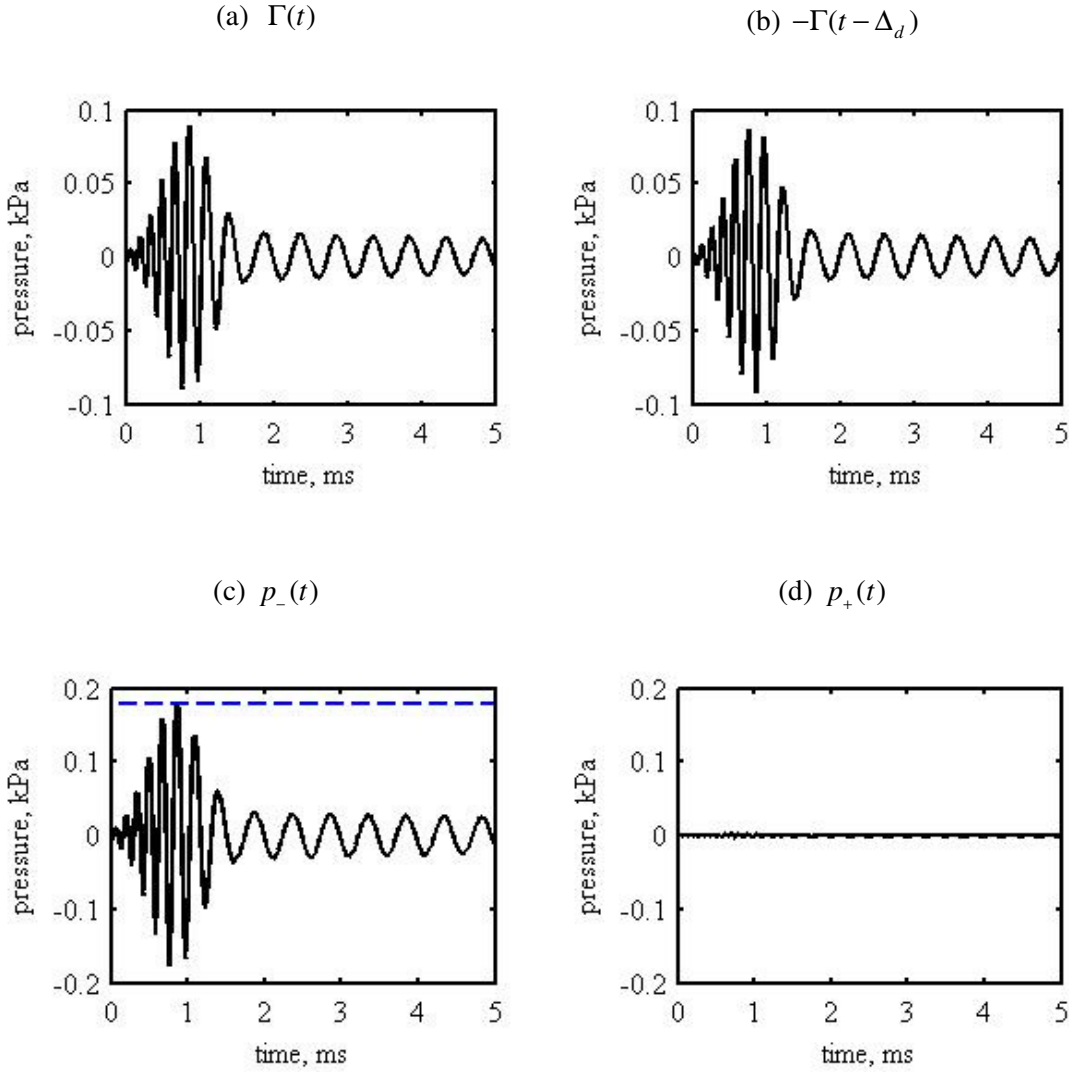 (a) Γ(t)
(b) −Γ(t − Δ_d)
0.1
0.05
0
-0.05
-0.1
pressure, kPa
0 1 2 3 4 5
time, ms
0.1
0.05
0
-0.05
-0.1
pressure, kPa
0 1 2 3 4 5
time, ms
(c) p_−(t)
(d) p_+(t)
0.2
0.1
0
-0.1
-0.2
pressure, kPa
0 1 2 3 4 5
time, ms
0.2
0.1
0
-0.1
-0.2
pressure, kPa
0 1 2 3 4 5
time, ms